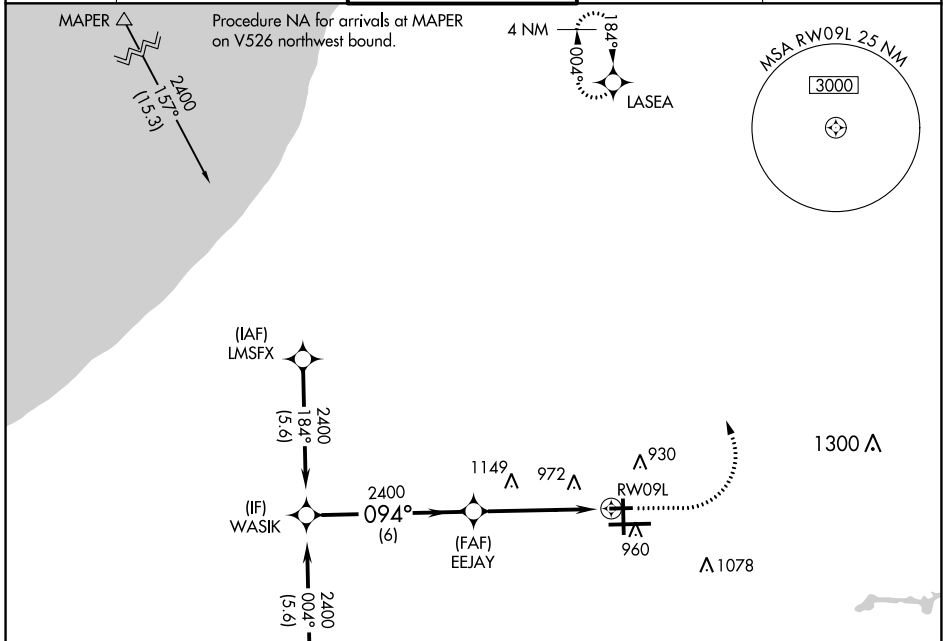 MAPER
Procedure NA for arrivals at MAPER
on V526 northwest bound.
2400
157°
(15.3)
4 NM
184°
004°
LASEA
MSA RW09L 25 NM
3000
(IAF)
LMSFX
2400
184°
(5.6)
(IF)
WASIK
2400
094°
(6)
(FAF)
EEJAY
1149
972
930
RW09L
960
1078
1300
2400
004°
(5.6)